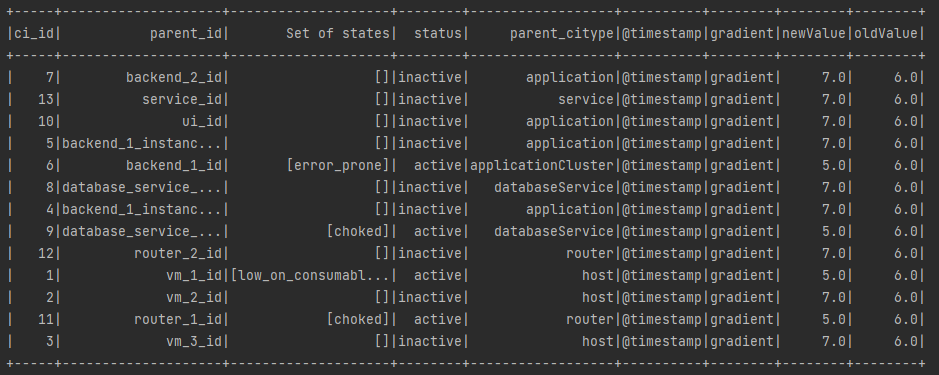 +-----+--------------------+--------------------+--------+------------------+----------+--------+--------+--------+
|ci_id|           parent_id|       Set of states|  status|     parent_citype|@timestamp|gradient|newValue|oldValue|
+-----+--------------------+--------------------+--------+------------------+----------+--------+--------+--------+
|    7|        backend_2_id|                  []|inactive|       application|@timestamp|gradient|     7.0|     6.0|
|   13|          service_id|                  []|inactive|           service|@timestamp|gradient|     7.0|     6.0|
|   10|               ui_id|                  []|inactive|       application|@timestamp|gradient|     7.0|     6.0|
|    5|backend_1_instanc...|                  []|inactive|       application|@timestamp|gradient|     7.0|     6.0|
|    6|        backend_1_id|       [error_prone]|  active|applicationCluster|@timestamp|gradient|     5.0|     6.0|
|    8|database_service_...|                  []|inactive|   databaseService|@timestamp|gradient|     7.0|     6.0|
|    4|backend_1_instanc...|                  []|inactive|       application|@timestamp|gradient|     7.0|     6.0|
|    9|database_service_...|            [choked]|  active|   databaseService|@timestamp|gradient|     5.0|     6.0|
|   12|         router_2_id|                  []|inactive|            router|@timestamp|gradient|     7.0|     6.0|
|    1|             vm_1_id|[low_on_consumabl...|  active|              host|@timestamp|gradient|     5.0|     6.0|
|    2|             vm_2_id|                  []|inactive|              host|@timestamp|gradient|     7.0|     6.0|
|   11|         router_1_id|            [choked]|  active|            router|@timestamp|gradient|     5.0|     6.0|
|    3|             vm_3_id|                  []|inactive|              host|@timestamp|gradient|     7.0|     6.0|
+-----+--------------------+--------------------+--------+------------------+----------+--------+--------+--------+